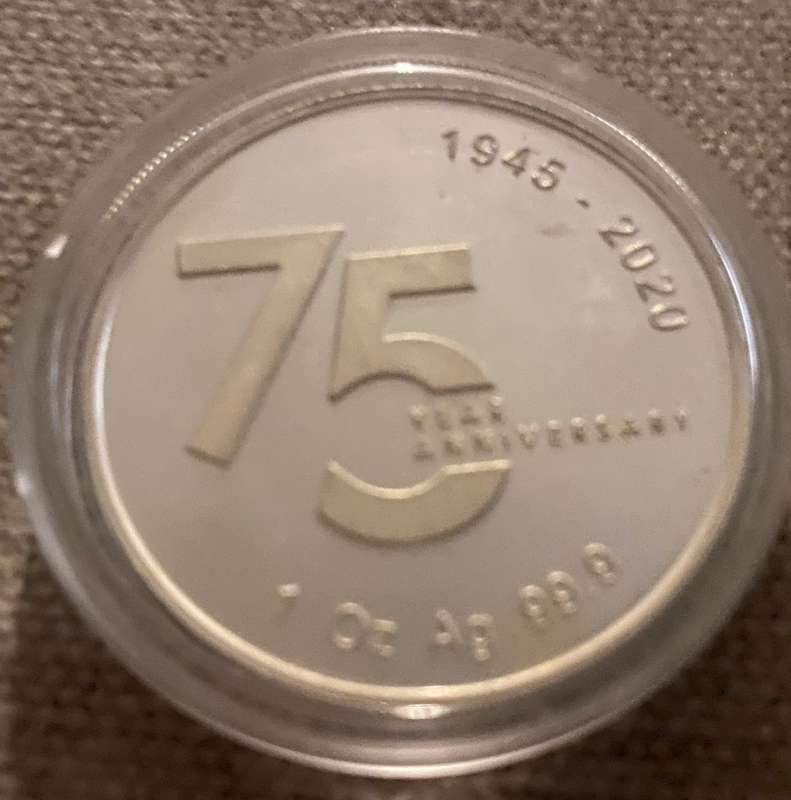 1945 - 2020
75
YEAR
ANNIVERSARY
1 Oz Ag 99.9